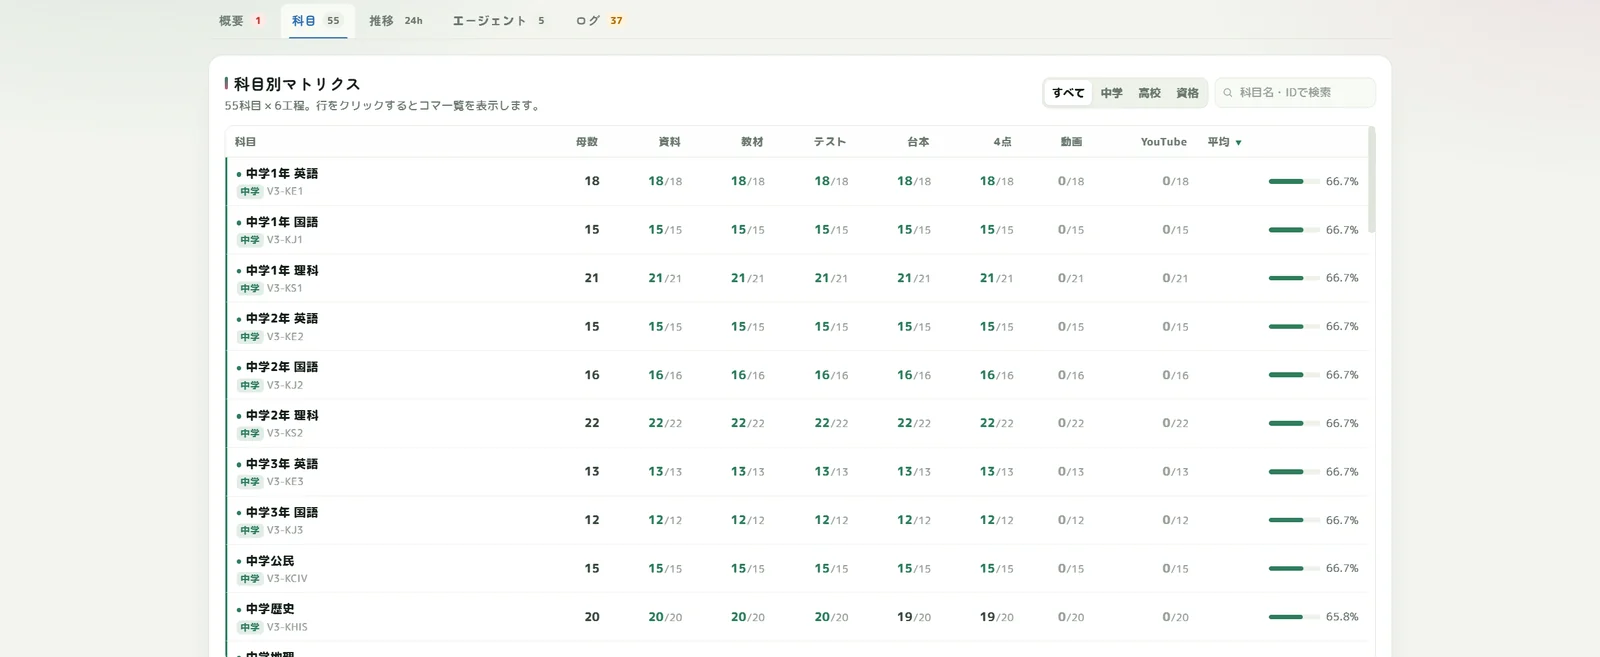 概要 1 科目 55 推移 24h エージェント 5 ログ 37
科目別マトリクス
55科目 × 6工程。行をクリックするとコマ一覧を表示します。
すべて 中学 高校 資格 科目名・IDで検索
科目 母数 資料 教材 テスト 台本 4点 動画 YouTube 平均 ▼
中学1年 英語
中学 V3-KE1
18 18/18 18/18 18/18 18/18 18/18 0/18 0/18 66.7%
中学1年 国語
中学 V3-KJ1
15 15/15 15/15 15/15 15/15 15/15 0/15 0/15 66.7%
中学1年 理科
中学 V3-KS1
21 21/21 21/21 21/21 21/21 21/21 0/21 0/21 66.7%
中学2年 英語
中学 V3-KE2
15 15/15 15/15 15/15 15/15 15/15 0/15 0/15 66.7%
中学2年 国語
中学 V3-KJ2
16 16/16 16/16 16/16 16/16 16/16 0/16 0/16 66.7%
中学2年 理科
中学 V3-KS2
22 22/22 22/22 22/22 22/22 22/22 0/22 0/22 66.7%
中学3年 英語
中学 V3-KE3
13 13/13 13/13 13/13 13/13 13/13 0/13 0/13 66.7%
中学3年 国語
中学 V3-KJ3
12 12/12 12/12 12/12 12/12 12/12 0/12 0/12 66.7%
中学公民
中学 V3-KCIV
15 15/15 15/15 15/15 15/15 15/15 0/15 0/15 66.7%
中学歴史
中学 V3-KHIS
20 20/20 20/20 20/20 19/20 19/20 0/20 0/20 65.8%
中学地理